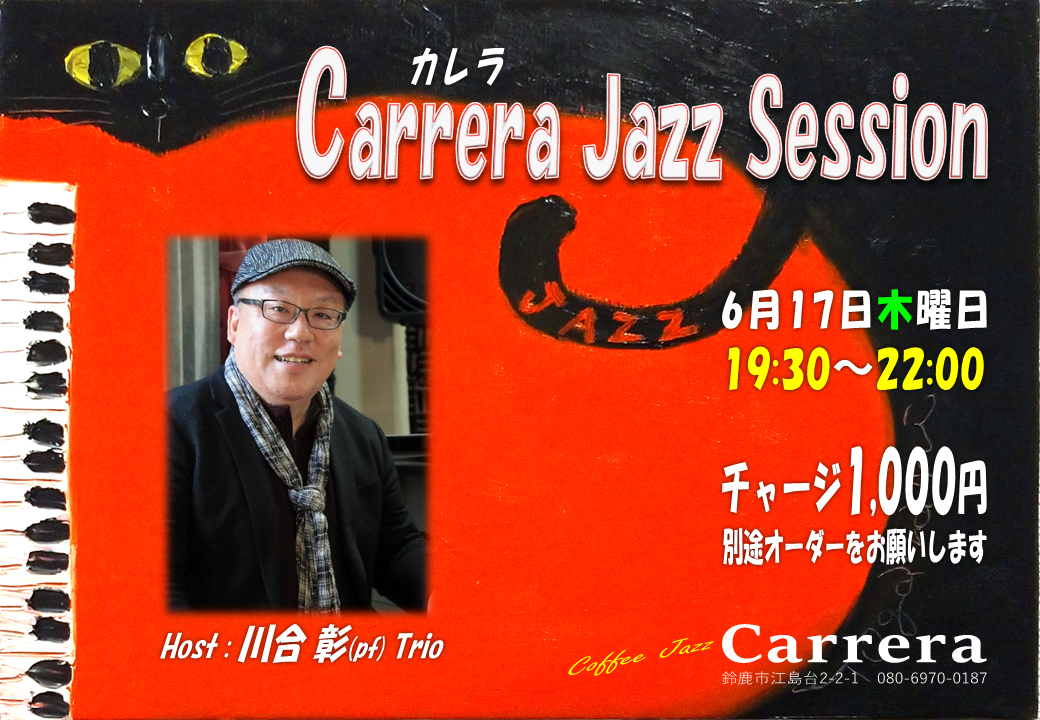 カレラ
Carrera Jazz Session
JAZZ
6月17日木曜日
19:30～22:00
チャージ1,000円
別途オーダーをお願いします
Host : 川合 彰(pf) Trio
Coffee Jazz Carrera
鈴鹿市江島台2-2-1 080-6970-0187